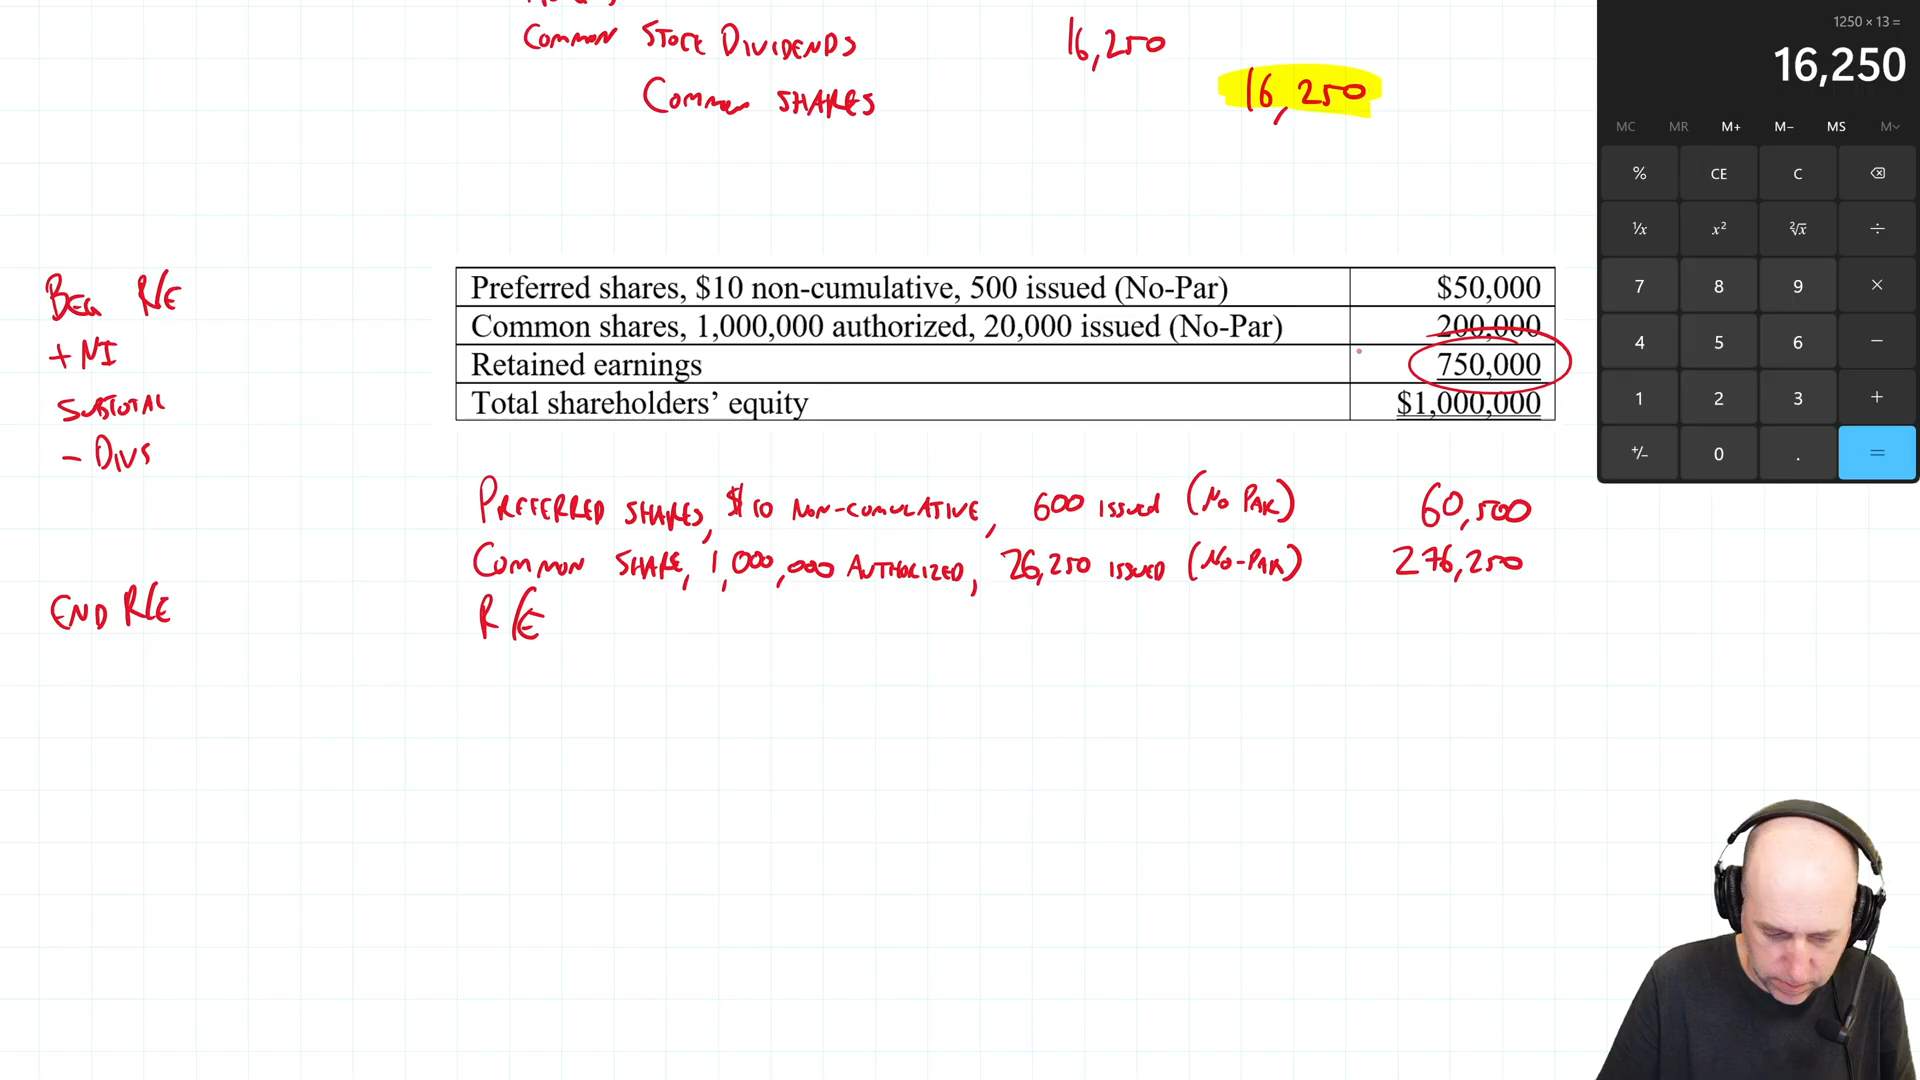 1250 × 13 =
16,250
Common Stock Dividends 16,250
Common Shares 16,250
MC MR M+ M− MS M˅
% CE C
¹/x x² ²√x ÷
7 8 9 ×
4 5 6 −
1 2 3 +
+/− 0 . =
Preferred shares, $10 non-cumulative, 500 issued (No-Par) $50,000
Common shares, 1,000,000 authorized, 20,000 issued (No-Par) 200,000
Retained earnings 750,000
Total shareholders’ equity $1,000,000
Beg R/E
+ NI
Subtotal
− Divs
End R/E
Preferred Shares, $10 Non-cumulative, 600 issued (No Par) 60,500
Common Share, 1,000,000 Authorized, 26,250 issued (No-Par) 276,250
R/E